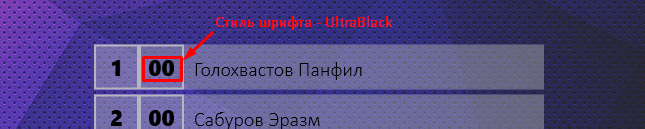 Стиль шрифта - UltraBlack
1 00 Голохвастов Панфил
2 00 Сабуров Эразм